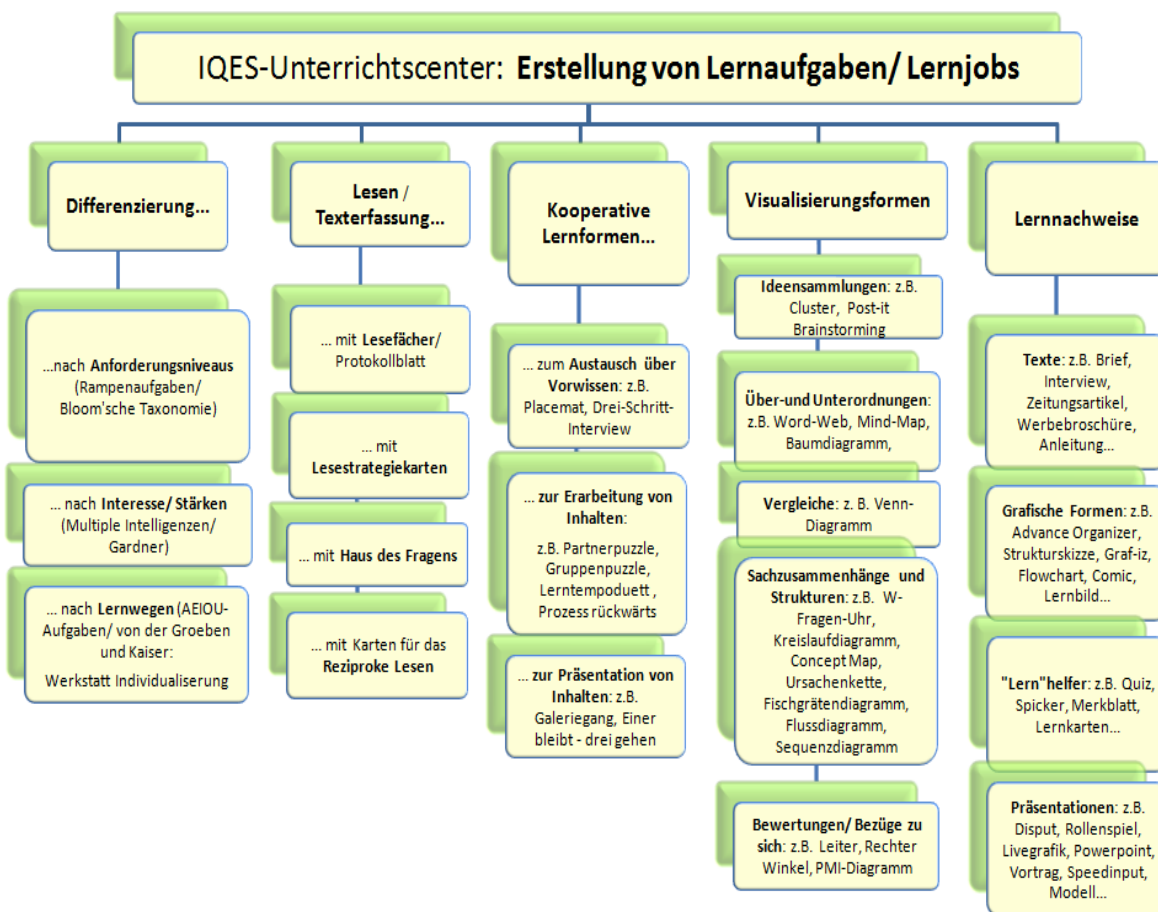 IQES-Unterrichtscenter: Erstellung von Lernaufgaben/ Lernjobs
Differenzierung...
...nach Anforderungsniveaus
(Rampenaufgaben/
Bloom'sche Taxonomie)
... nach Interesse/ Stärken
(Multiple Intelligenzen/
Gardner)
... nach Lernwegen (AEIOU-
Aufgaben/ von der Groeben
und Kaiser:
Werkstatt Individualisierung
Lesen /
Texterfassung...
... mit Lesefächer/
Protokollblatt
... mit
Lesestrategiekarten
... mit Haus des Fragens
... mit Karten für das
Reziproke Lesen
Kooperative
Lernformen...
... zum Austausch über
Vorwissen: z.B.
Placemat, Drei-Schritt-
Interview
... zur Erarbeitung von
Inhalten:
z.B. Partnerpuzzle,
Gruppenpuzzle,
Lerntempoduett ,
Prozess rückwärts
... zur Präsentation von
Inhalten: z.B.
Galeriegang, Einer
bleibt - drei gehen
Visualisierungsformen
Ideensammlungen: z.B.
Cluster, Post-it
Brainstorming
Über-und Unterordnungen:
z.B. Word-Web, Mind-Map,
Baumdiagramm,
Vergleiche: z. B. Venn-
Diagramm
Sachzusammenhänge und
Strukturen: z.B. W-
Fragen-Uhr,
Kreislaufdiagramm,
Concept Map,
Ursachenkette,
Fischgrätendiagramm,
Flussdiagramm,
Sequenzdiagramm
Bewertungen/ Bezüge zu
sich: z.B. Leiter, Rechter
Winkel, PMI-Diagramm
Lernnachweise
Texte: z.B. Brief,
Interview,
Zeitungsartikel,
Werbebroschüre,
Anleitung...
Grafische Formen: z.B.
Advance Organizer,
Strukturskizze, Graf-iz,
Flowchart, Comic,
Lernbild...
"Lern"helfer: z.B. Quiz,
Spicker, Merkblatt,
Lernkarten...
Präsentationen: z.B.
Disput, Rollenspiel,
Livegrafik, Powerpoint,
Vortrag, Speedinput,
Modell...